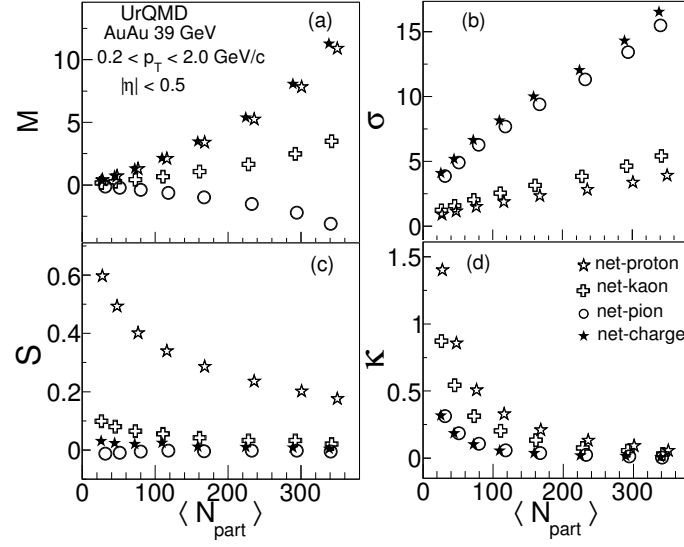 UrQMD
AuAu 39 GeV
0.2 < p_T < 2.0 GeV/c
|η| < 0.5
(a)
10
5
0
M
(b)
15
10
5
0
σ
(c)
0.6
0.4
0.2
0
S
0 100 200 300
⟨ N_part ⟩
(d)
net-proton
net-kaon
net-pion
net-charge
1.5
1
0.5
0
κ
0 100 200 300
⟨ N_part ⟩